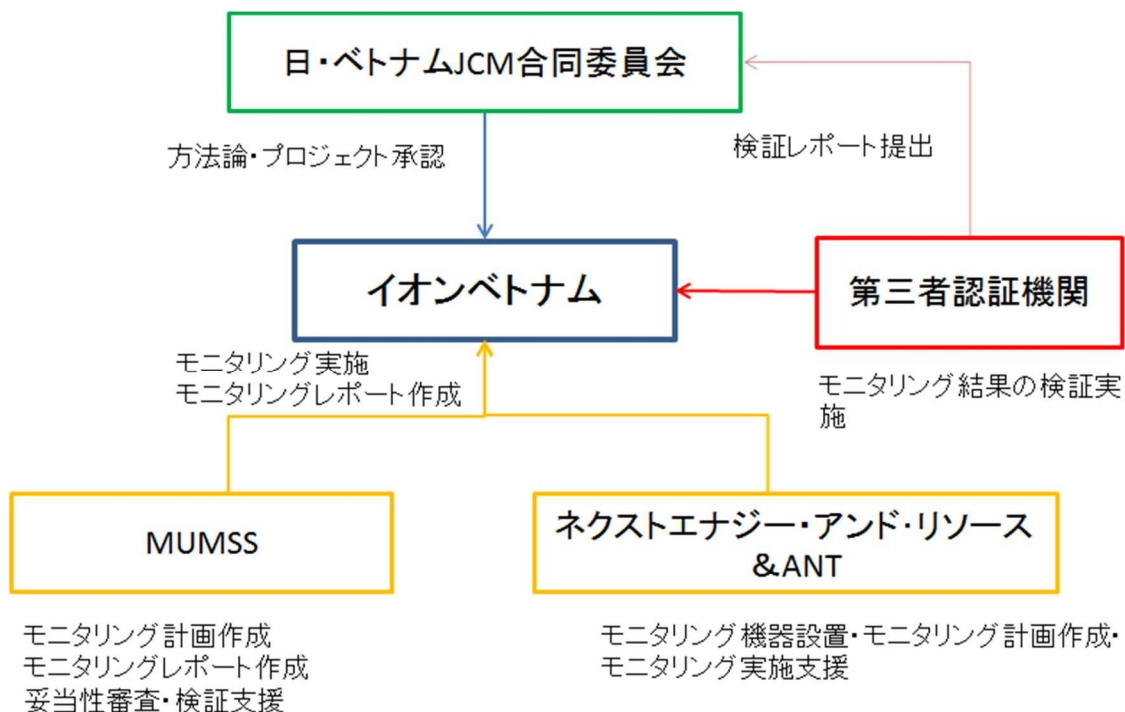 日・ベトナムJCM合同委員会
方法論・プロジェクト承認
検証レポート提出
イオンベトナム
第三者認証機関
モニタリング実施
モニタリングレポート作成
モニタリング結果の検証実
施
MUMSS
ネクストエナジー・アンド・リソース
&ANT
モニタリング計画作成
モニタリングレポート作成
妥当性審査・検証支援
モニタリング機器設置・モニタリング計画作成・
モニタリング実施支援